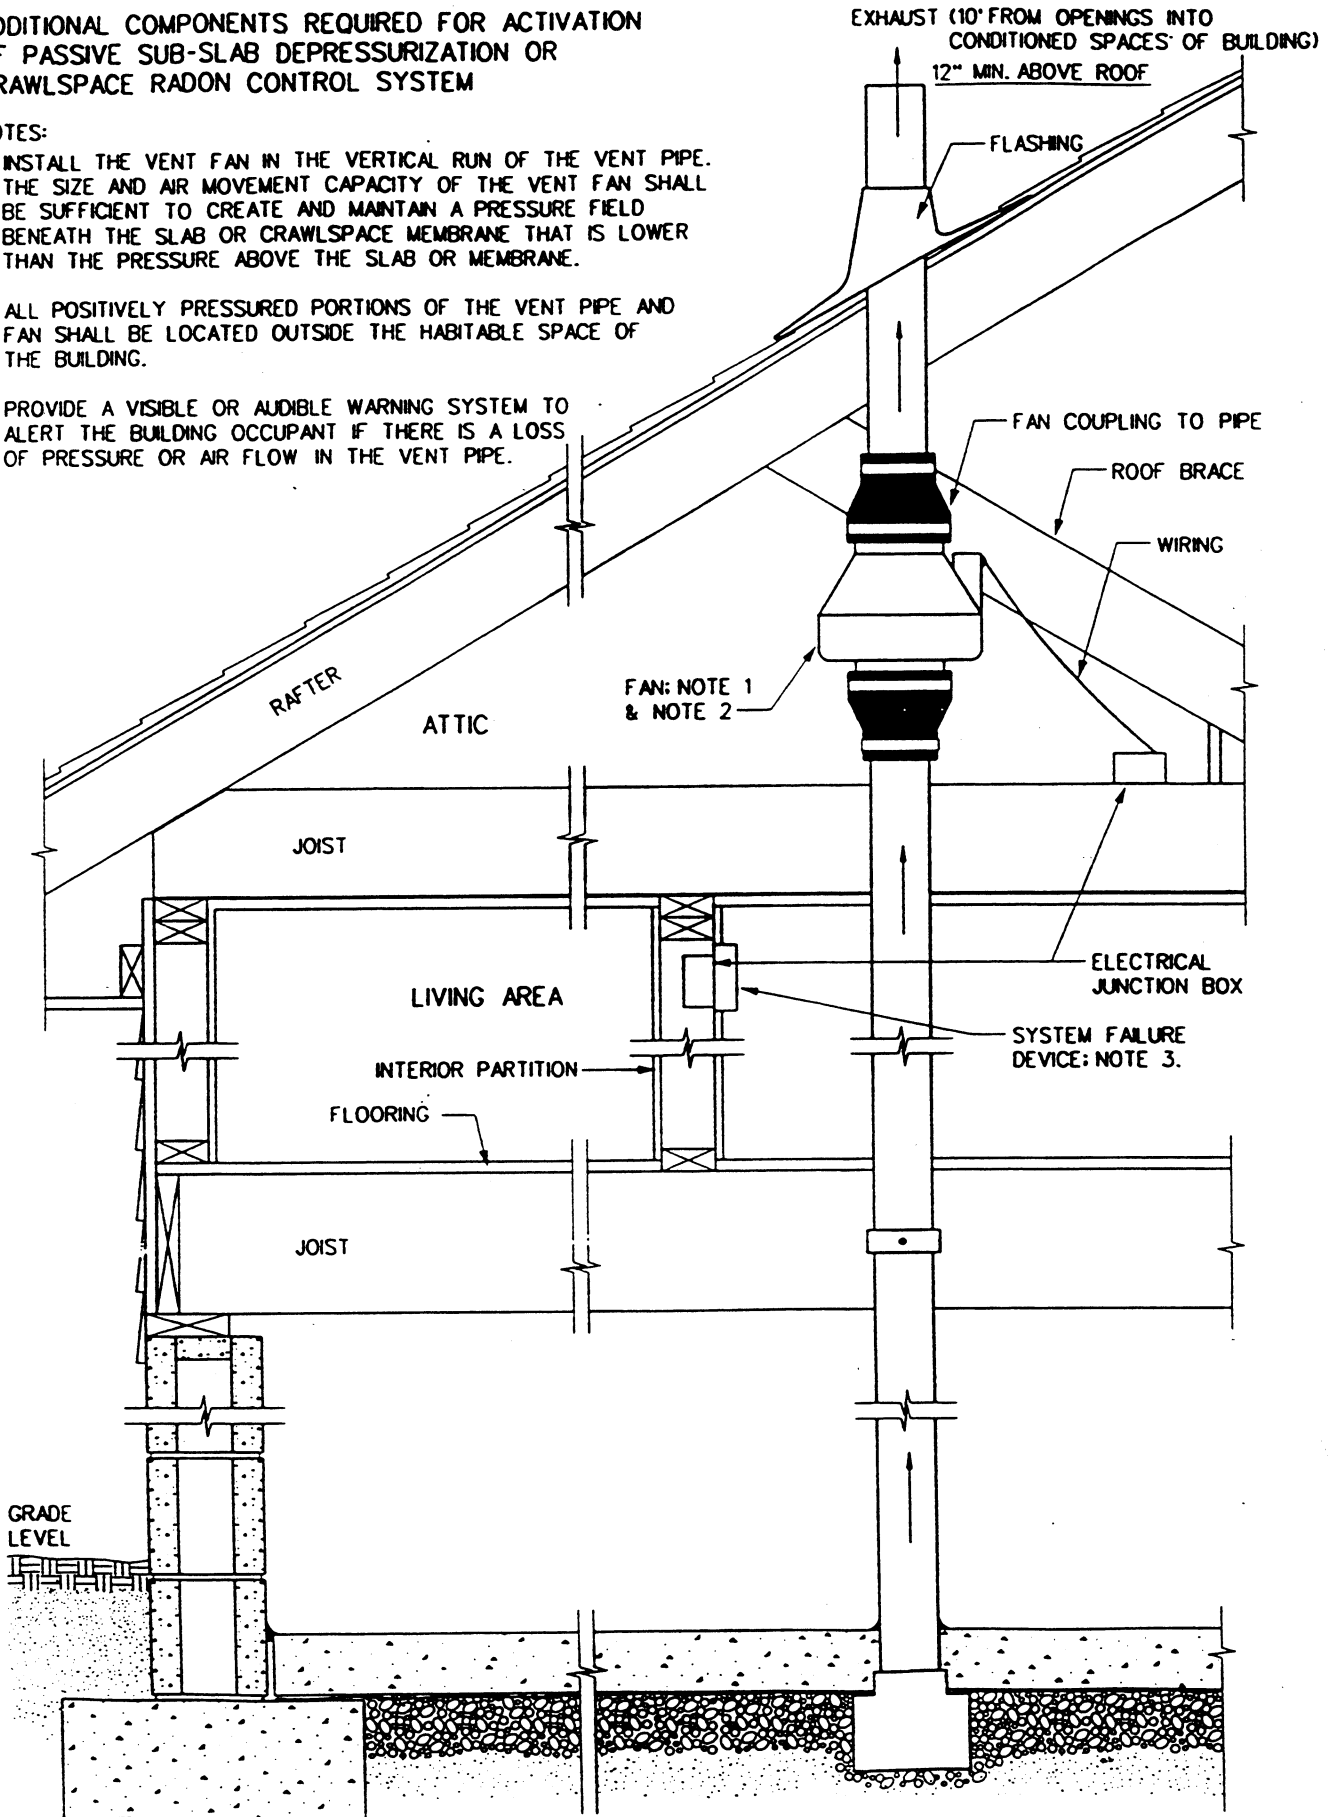 DDITIONAL COMPONENTS REQUIRED FOR ACTIVATION
F PASSIVE SUB-SLAB DEPRESSURIZATION OR
RAWLSPACE RADON CONTROL SYSTEM
OTES:
INSTALL THE VENT FAN IN THE VERTICAL RUN OF THE VENT PIPE.
THE SIZE AND AIR MOVEMENT CAPACITY OF THE VENT FAN SHALL
BE SUFFICIENT TO CREATE AND MAINTAIN A PRESSURE FIELD
BENEATH THE SLAB OR CRAWLSPACE MEMBRANE THAT IS LOWER
THAN THE PRESSURE ABOVE THE SLAB OR MEMBRANE.
ALL POSITIVELY PRESSURED PORTIONS OF THE VENT PIPE AND
FAN SHALL BE LOCATED OUTSIDE THE HABITABLE SPACE OF
THE BUILDING.
PROVIDE A VISIBLE OR AUDIBLE WARNING SYSTEM TO
ALERT THE BUILDING OCCUPANT IF THERE IS A LOSS
OF PRESSURE OR AIR FLOW IN THE VENT PIPE.
EXHAUST (10' FROM OPENINGS INTO
CONDITIONED SPACES OF BUILDING)
12" MIN. ABOVE ROOF
FLASHING
FAN COUPLING TO PIPE
ROOF BRACE
WIRING
FAN: NOTE 1
& NOTE 2
RAFTER
ATTIC
JOIST
LIVING AREA
ELECTRICAL
JUNCTION BOX
SYSTEM FAILURE
DEVICE: NOTE 3.
INTERIOR PARTITION
FLOORING
JOIST
GRADE
LEVEL